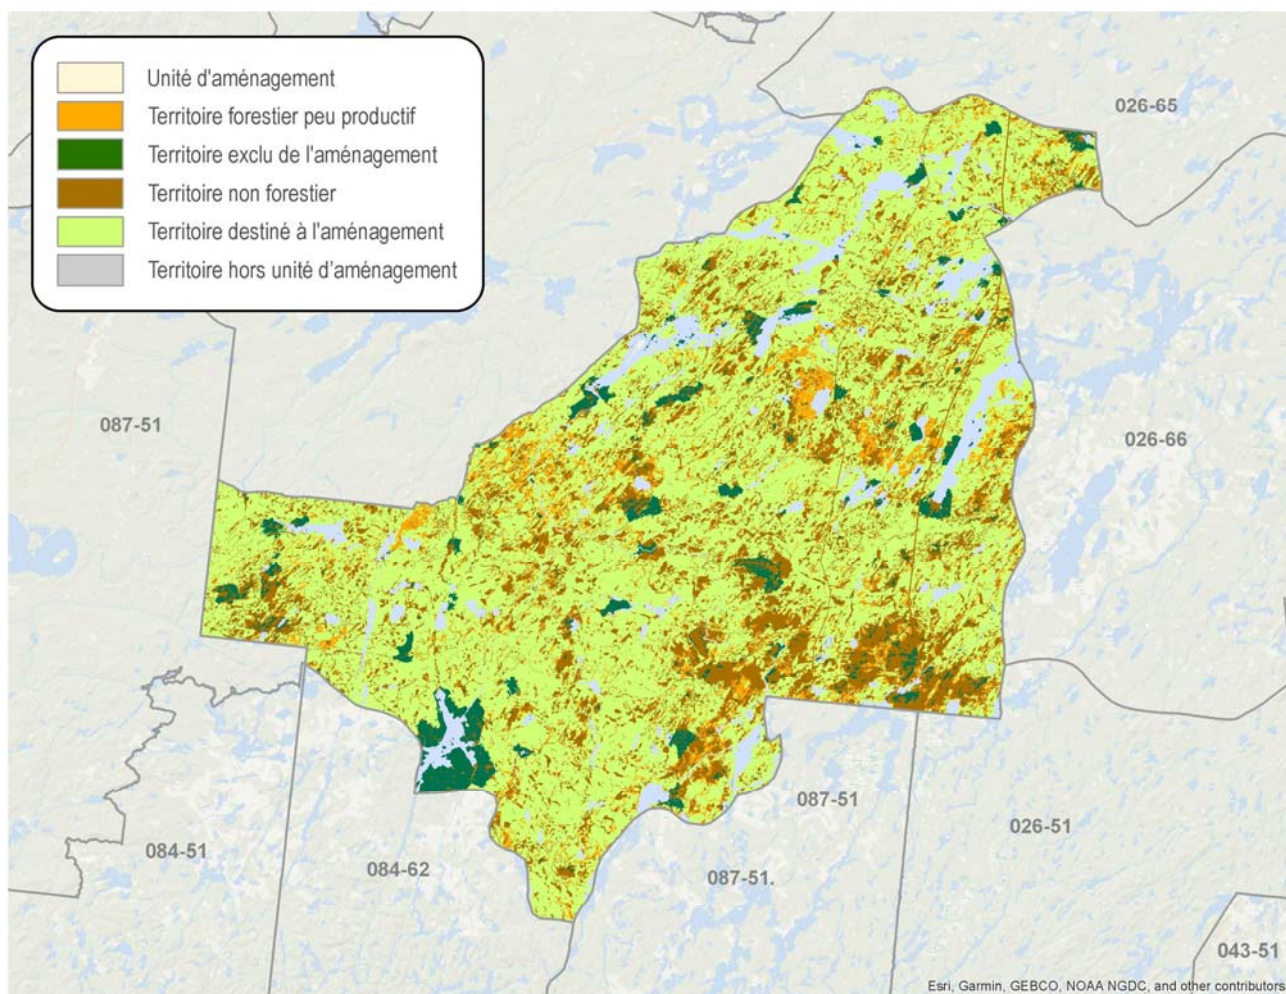 Unité d'aménagement
Territoire forestier peu productif
Territoire exclu de l'aménagement
Territoire non forestier
Territoire destiné à l'aménagement
Territoire hors unité d’aménagement
026-65
087-51
026-66
087-51
026-51
084-51
084-62
087-51.
043-51
Esri, Garmin, GEBCO, NOAA NGDC, and other contributors